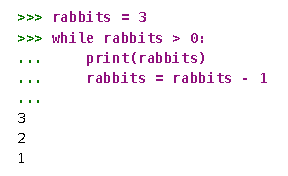 >>> rabbits = 3
>>> while rabbits > 0:
...     print(rabbits)
...     rabbits = rabbits - 1
...
3
2
1